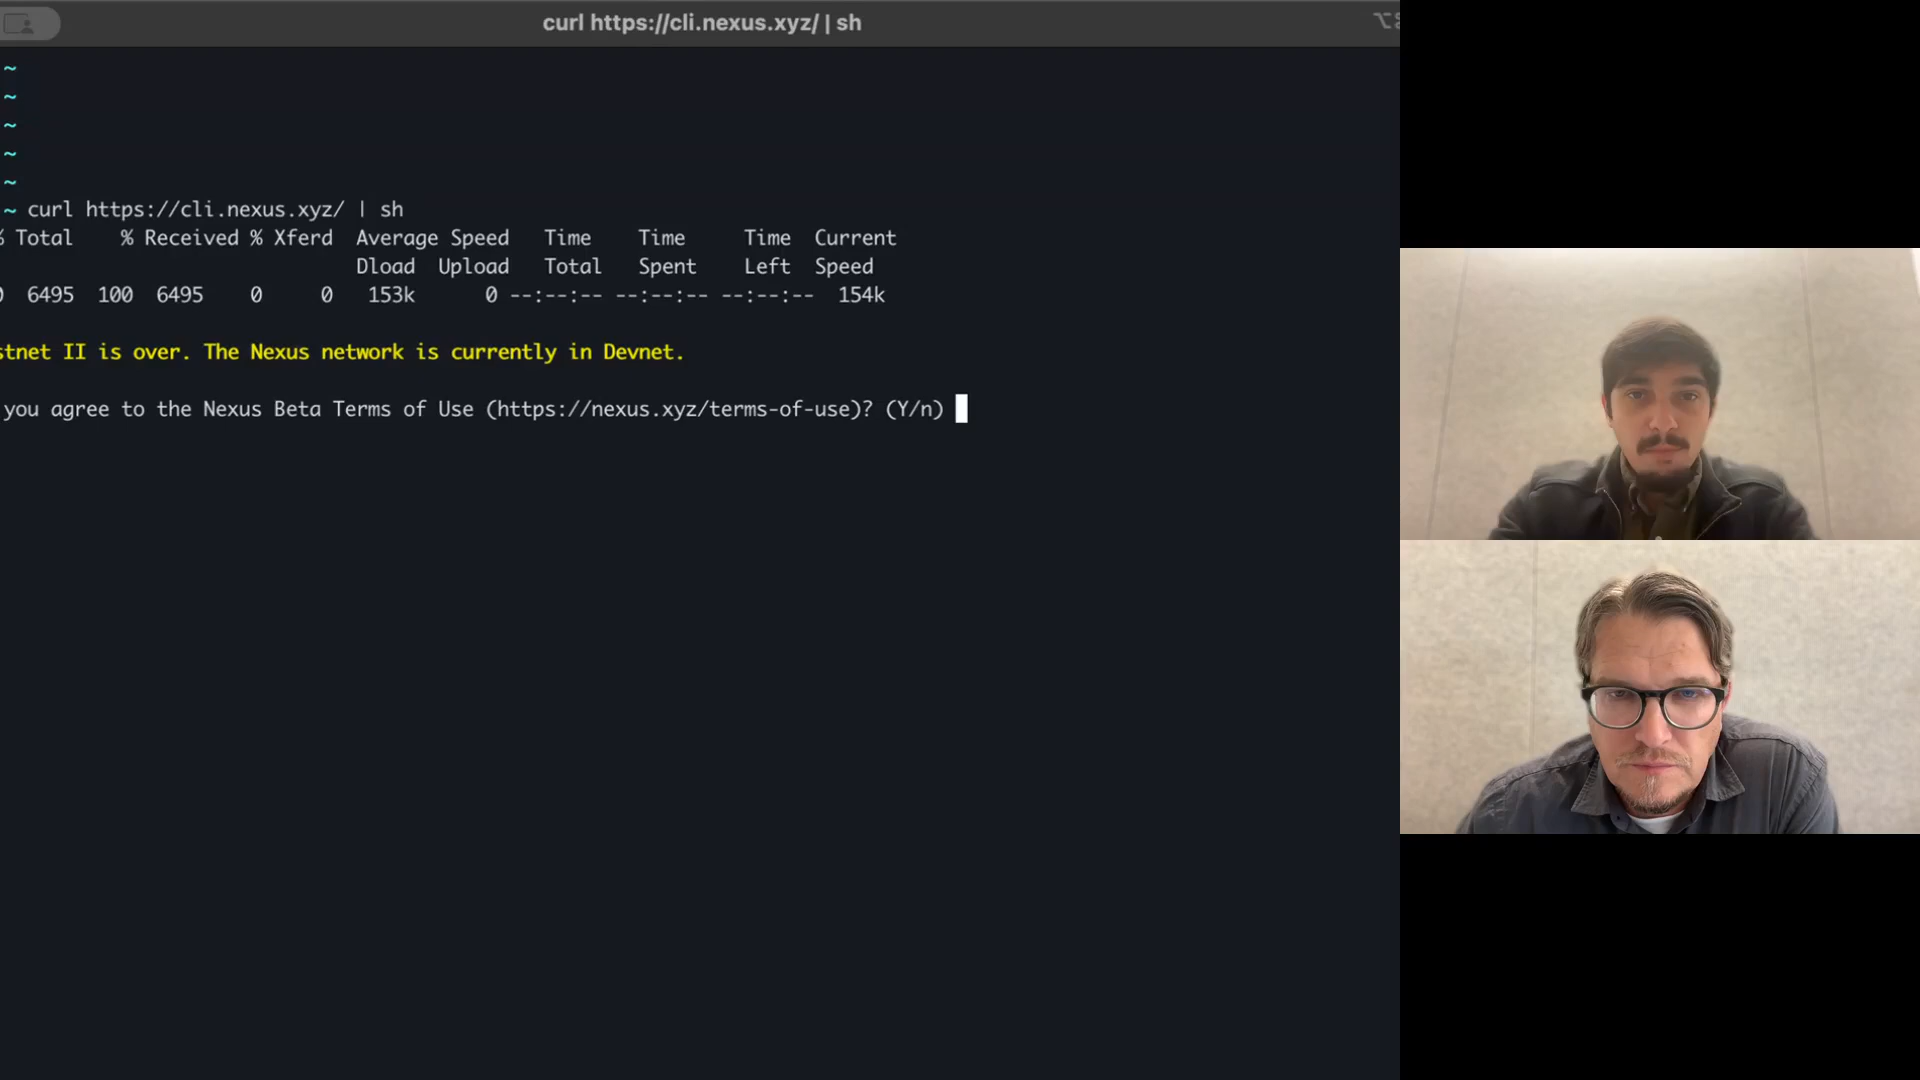 curl https://cli.nexus.xyz/ | sh
~
~
~
~
~
~ curl https://cli.nexus.xyz/ | sh
% Total % Received % Xferd Average Speed Time Time Time Current
Dload Upload Total Spent Left Speed
6495 100 6495 0 0 153k 0 --:--:-- --:--:-- --:--:-- 154k
stnet II is over. The Nexus network is currently in Devnet.
you agree to the Nexus Beta Terms of Use (https://nexus.xyz/terms-of-use)? (Y/n)